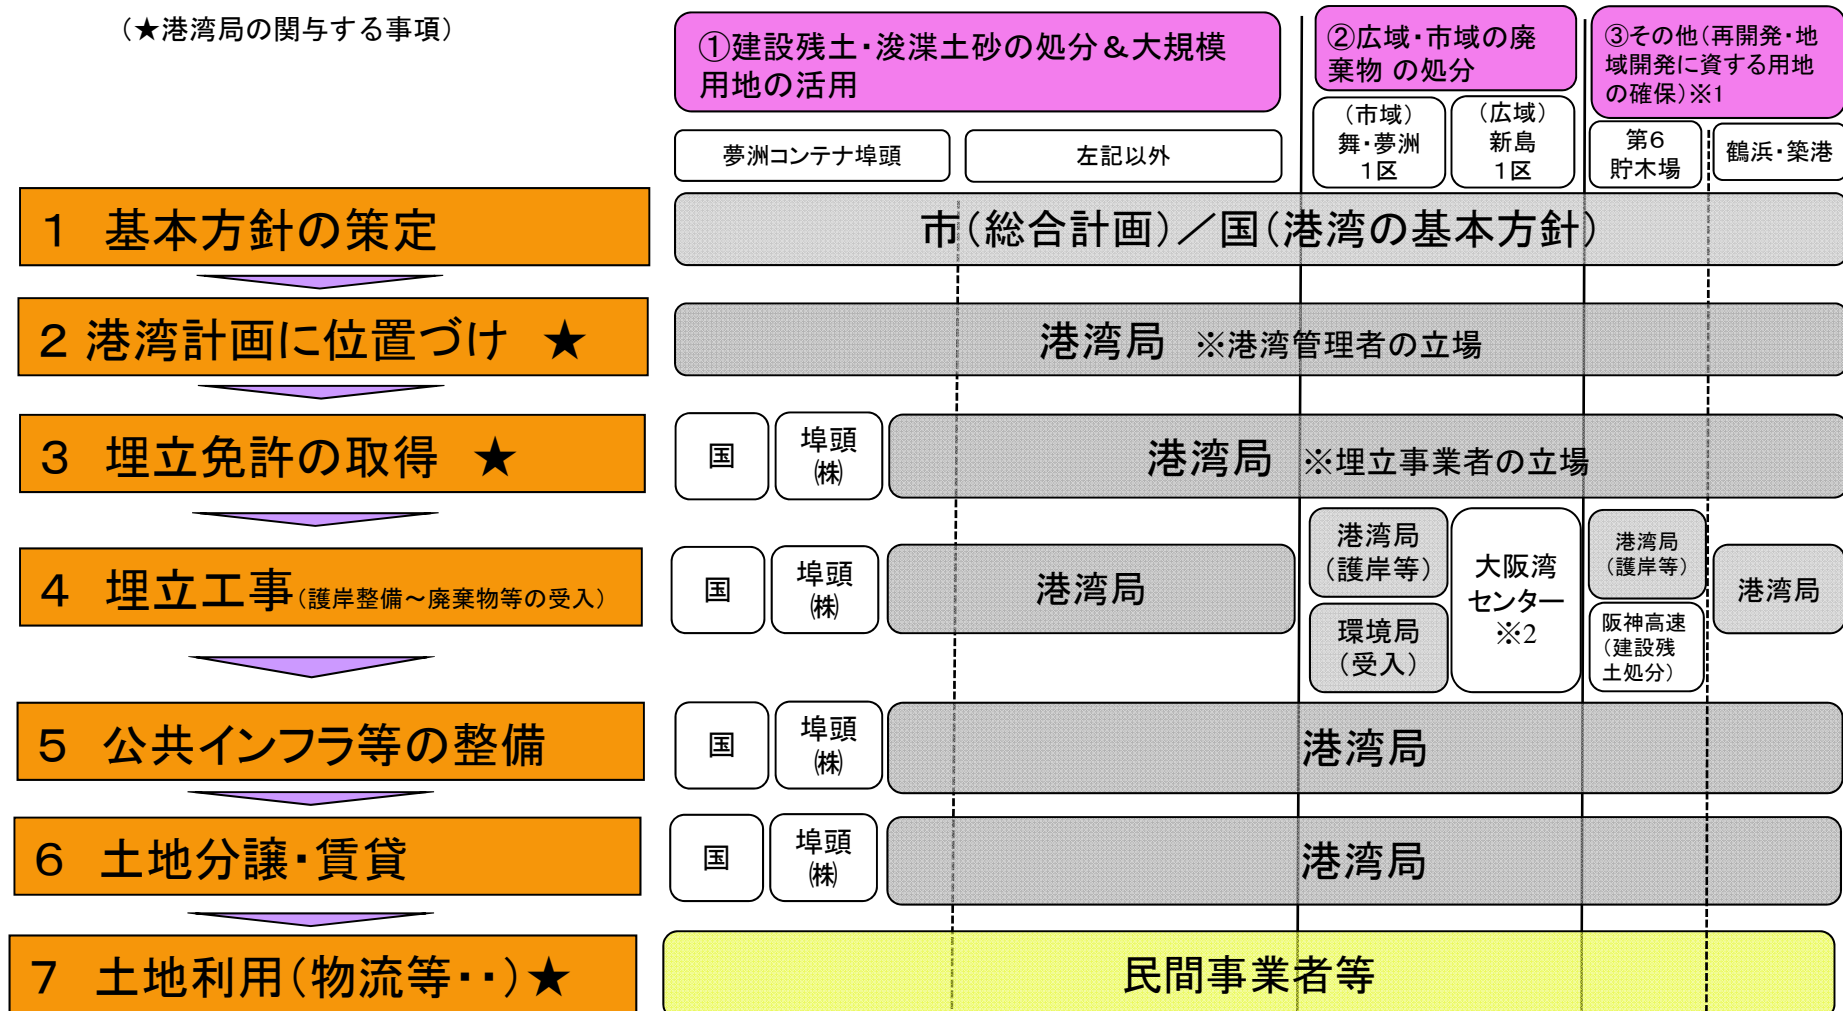 （★港湾局の関与する事項）
①建設残土・浚渫土砂の処分＆大規模
用地の活用
②広域・市域の廃
棄物 の処分
③その他（再開発・地
域開発に資する用地
の確保）※1
夢洲コンテナ埠頭
左記以外
（市域）
舞・夢洲
1区
（広域）
新島
1区
第6
貯木場
鶴浜・築港
1 基本方針の策定
市（総合計画）／国（港湾の基本方針）
2 港湾計画に位置づけ ★
港湾局 ※港湾管理者の立場
3 埋立免許の取得 ★
国
埠頭
㈱
港湾局 ※埋立事業者の立場
4 埋立工事（護岸整備～廃棄物等の受入）
国
埠頭
㈱
港湾局
港湾局
（護岸等）
環境局
（受入）
大阪湾
センター
※2
港湾局
（護岸等）
阪神高速
（建設残
土処分）
港湾局
5 公共インフラ等の整備
国
埠頭
㈱
港湾局
6 土地分譲・賃貸
国
埠頭
㈱
港湾局
7 土地利用（物流等・・）★
民間事業者等